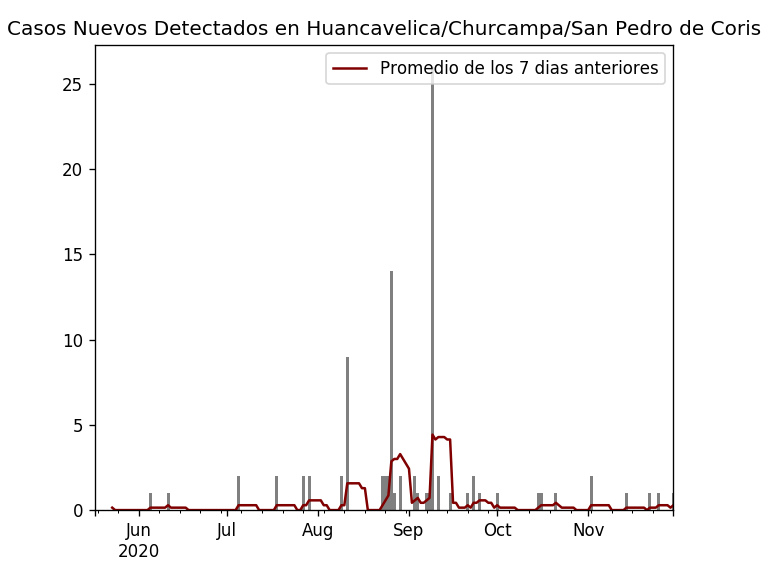 Casos Nuevos Detectados en Huancavelica/Churcampa/San Pedro de Coris
Promedio de los 7 dias anteriores
25
20
15
10
5
0
Jun Jul Aug Sep Oct Nov
2020